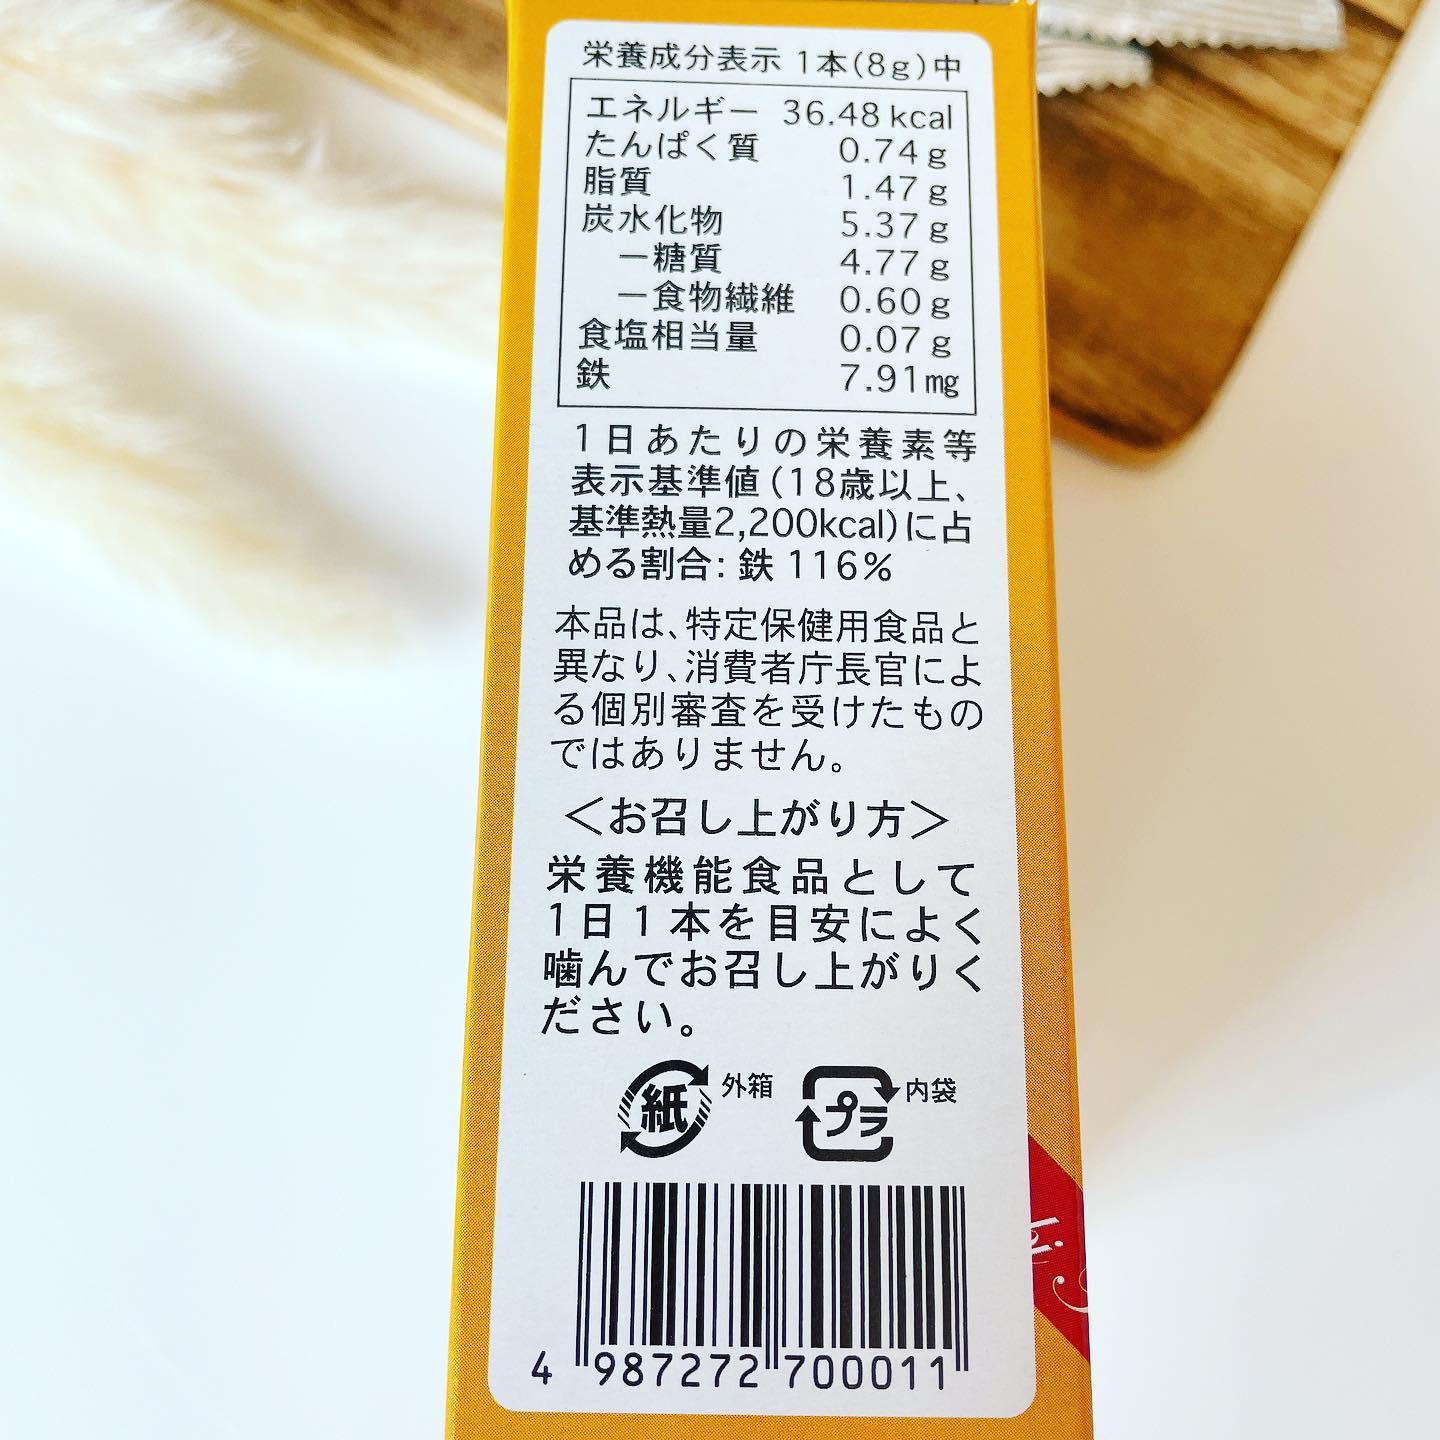 栄養成分表示 1本(8g)中
エネルギー 36.48kcal
たんぱく質 0.74g
脂質 1.47g
炭水化物 5.37g
－糖質 4.77g
－食物繊維 0.60g
食塩相当量 0.07g
鉄 7.91mg
1日あたりの栄養素等
表示基準値(18歳以上、
基準熱量2,200kcal)に占
める割合:鉄 116%
本品は、特定保健用食品と
異なり、消費者庁長官によ
る個別審査を受けたもの
ではありません。
＜お召し上がり方＞
栄養機能食品として
1日1本を目安によく
噛んでお召し上がりく
ださい。
紙 外箱 プラ 内袋
4 987272 700011